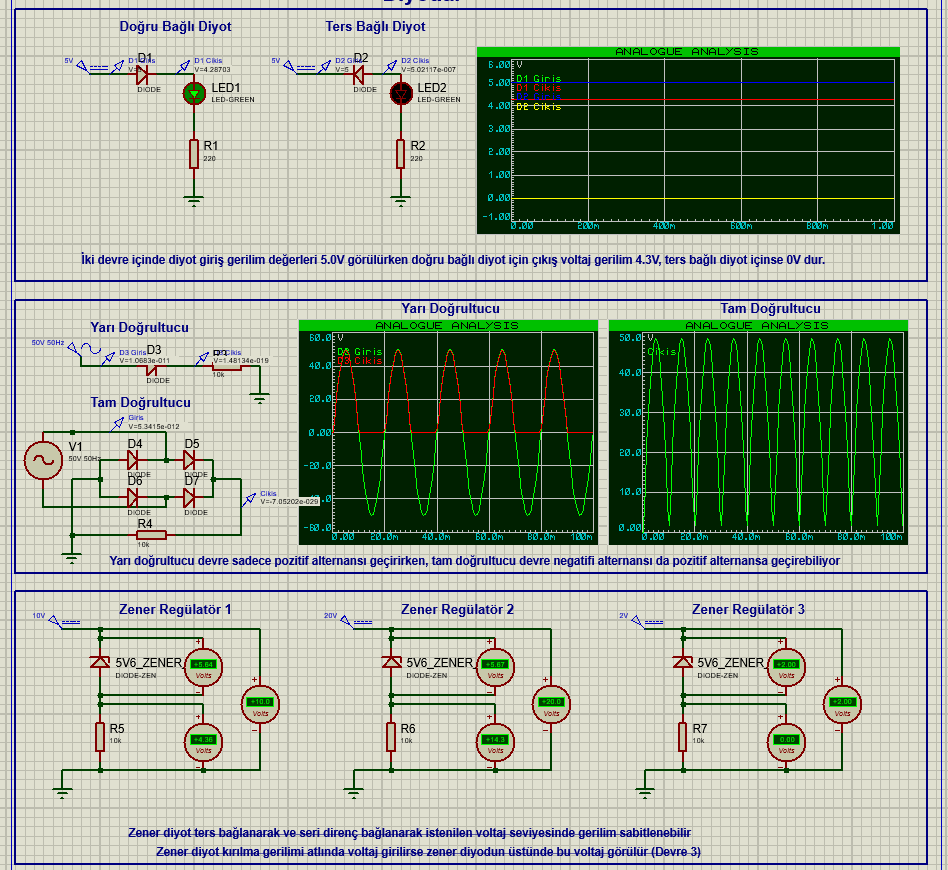 Doğru Bağlı Diyot
Ters Bağlı Diyot
5V
D1
D1 Giris
D1 Cikis
V=4.28703
DIODE
LED1
LED-GREEN
R1
220
5V
D2
D2 Giris
V=5
D2 Cikis
V=5.02117e-007
DIODE
LED2
LED-GREEN
R2
220
ANALOGUE ANALYSIS
V
6.00
5.00
4.00
3.00
2.00
1.00
0.00
-1.00
D1 Giris
D1 Cikis
D2 Cikis
0.00 200m 400m 600m 800m 1.00
İki devre içinde diyot giriş gerilim değerleri 5.0V görülürken doğru bağlı diyot için çıkış voltaj gerilim 4.3V, ters bağlı diyot içinse 0V dur.
Yarı Doğrultucu
50V 50Hz
D3 Giris
V=1.0683e-011
D3
DIODE
V=1.48134e-019
10k
Tam Doğrultucu
Giris
V=5.3415e-012
V1
50V 50Hz
D4
DIODE
D5
DIODE
D6
DIODE
D7
DIODE
Cikis
V=-7.05202e-029
R4
10k
Yarı Doğrultucu
ANALOGUE ANALYSIS
V
60.0
40.0
20.0
0.00
-20.0
-60.0
D3 Giris
0.00 20.0m 40.0m 60.0m 80.0m 100m
Tam Doğrultucu
ANALOGUE ANALYSIS
V
Cikis
40.0
30.0
20.0
10.0
0.00
0.00 20.0m 40.0m 60.0m 80.0m 100m
Yarı doğrultucu devre sadece pozitif alternansı geçirirken, tam doğrultucu devre negatifi alternansı da pozitif alternansa geçirebiliyor
Zener Regülatör 1
10V
5V6_ZENER
DIODE-ZEN
+5.64
Volts
+10.0
Volts
R5
10k
+4.36
Volts
Zener Regülatör 2
20V
5V6_ZENER
DIODE-ZEN
+5.67
Volts
+20.0
Volts
R6
10k
+14.3
Volts
Zener Regülatör 3
2V
5V6_ZENER
DIODE-ZEN
+2.00
Volts
+2.00
Volts
R7
10k
0.00
Volts
Zener diyot ters bağlanarak ve seri direnç bağlanarak istenilen voltaj seviyesinde gerilim sabitlenebilir
Zener diyot kırılma gerilimi atlında voltaj girilirse zener diyodun üstünde bu voltaj görülür (Devre 3)